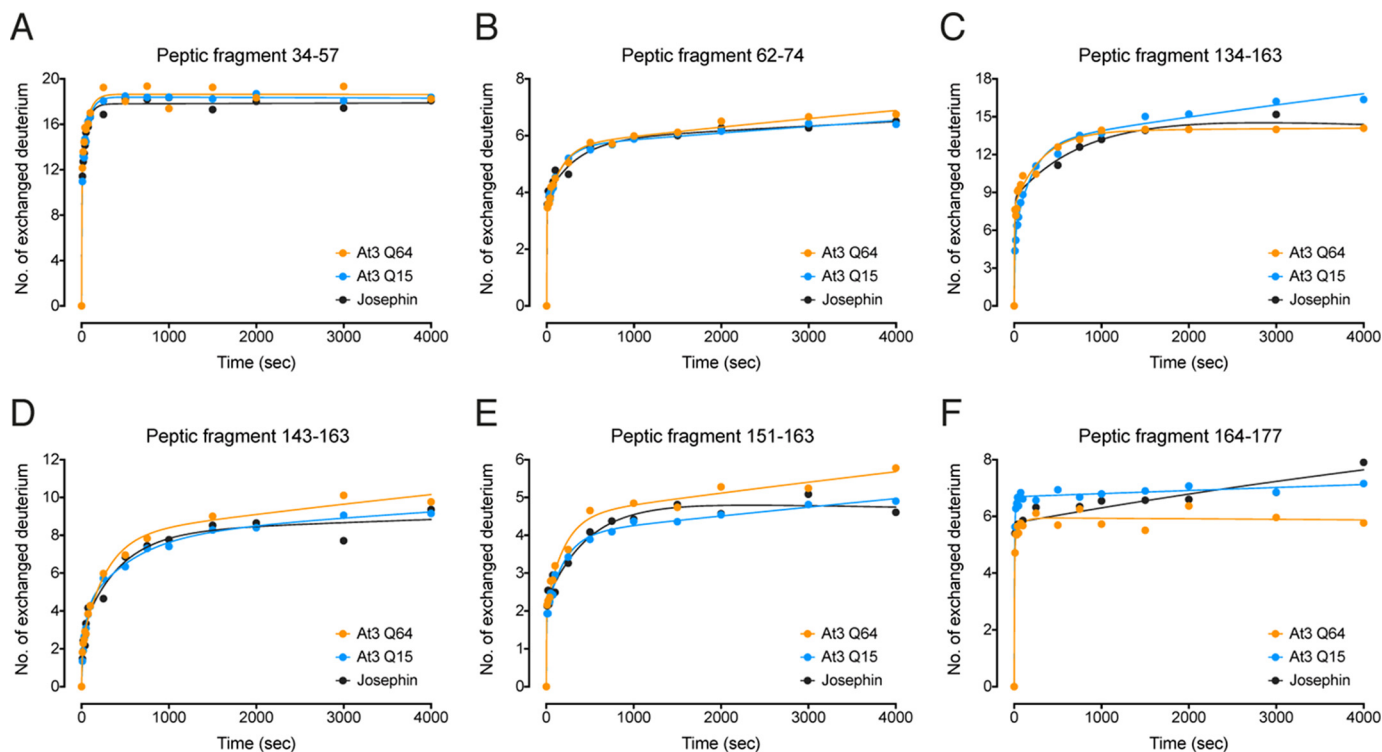 A
Peptic fragment 34-57
No. of exchanged deuterium
20
16
12
8
4
0
At3 Q64
At3 Q15
Josephin
0 1000 2000 3000 4000
Time (sec)
B
Peptic fragment 62-74
No. of exchanged deuterium
8
6
4
2
0
At3 Q64
At3 Q15
Josephin
0 1000 2000 3000 4000
Time (sec)
C
Peptic fragment 134-163
No. of exchanged deuterium
18
15
12
9
6
3
0
At3 Q64
At3 Q15
Josephin
0 1000 2000 3000 4000
Time (sec)
D
Peptic fragment 143-163
No. of exchanged deuterium
12
10
8
6
4
2
0
At3 Q64
At3 Q15
Josephin
0 1000 2000 3000 4000
Time (sec)
E
Peptic fragment 151-163
No. of exchanged deuterium
6
5
4
3
2
1
0
At3 Q64
At3 Q15
Josephin
0 1000 2000 3000 4000
Time (sec)
F
Peptic fragment 164-177
No. of exchanged deuterium
8
6
4
2
0
At3 Q64
At3 Q15
Josephin
0 1000 2000 3000 4000
Time (sec)